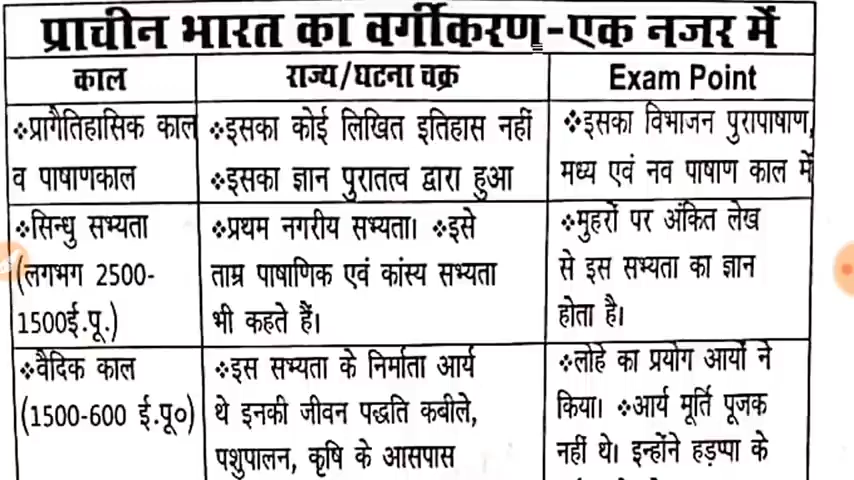 प्राचीन भारत का वर्गीकरण-एक नजर में
काल
राज्य/घटना चक्र
Exam Point
❖प्रागैतिहासिक काल
व पाषाणकाल
❖इसका कोई लिखित इतिहास नहीं
❖इसका ज्ञान पुरातत्व द्वारा हुआ
❖इसका विभाजन पुरापाषाण,
मध्य एवं नव पाषाण काल में
❖सिन्धु सभ्यता
(लगभग 2500-
1500ई.पू.)
❖प्रथम नगरीय सभ्यता। ❖इसे
ताम्र पाषाणिक एवं कांस्य सभ्यता
भी कहते हैं।
❖मुहरों पर अंकित लेख
से इस सभ्यता का ज्ञान
होता है।
❖वैदिक काल
(1500-600 ई.पू०)
❖इस सभ्यता के निर्माता आर्य
थे इनकी जीवन पद्धति कबीले,
पशुपालन, कृषि के आसपास
❖लोहे का प्रयोग आर्यो ने
किया। ❖आर्य मूर्ति पूजक
नहीं थे। इन्होंने हड़प्पा के